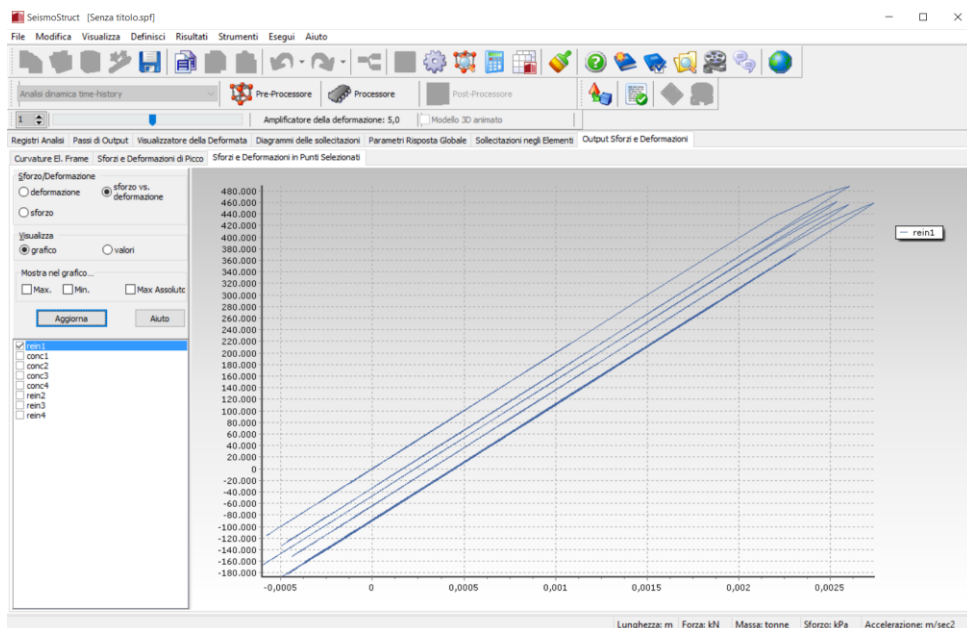 SeismoStruct [Senza titolo.spf]
File Modifica Visualizza Definisci Risultati Strumenti Esegui Aiuto
Analisi dinamica time-history
Pre-Processore
Processore
Post-Processore
1
Amplificatore della deformazione: 5,0
Modello 3D animato
Registri Analisi Passi di Output Visualizzatore della Deformata Diagrammi delle sollecitazioni Parametri Risposta Globale Sollecitazioni negli Elementi Output Sforzi e Deformazioni
Curvature El. Frame Sforzi e Deformazioni di Picco Sforzi e Deformazioni in Punti Selezionati
Sforzo/Deformazione
deformazione
sforzo vs.
deformazione
sforzo
Visualizza
grafico
valori
Mostra nel grafico...
Max.
Min.
Max Assoluto
Aggiorna
Aiuto
rein1
conc1
conc2
conc3
conc4
rein2
rein3
rein4
480.000
460.000
440.000
420.000
400.000
380.000
360.000
340.000
320.000
300.000
280.000
260.000
240.000
220.000
200.000
180.000
160.000
140.000
120.000
100.000
80.000
60.000
40.000
20.000
0
-20.000
-40.000
-60.000
-80.000
-100.000
-120.000
-140.000
-160.000
-180.000
-0,0005 0 0,0005 0,001 0,0015 0,002 0,0025
rein1
Lunghezza: m Forza: kN Massa: tonne Sforzo: kPa Accelerazione: m/sec2